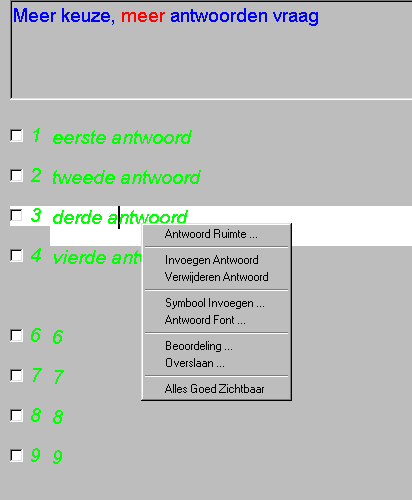 Meer keuze, meer antwoorden vraag
1 eerste antwoord
2 tweede antwoord
3 derde antwoord
4 vierde
Antwoord Ruimte ...
Invoegen Antwoord
Verwijderen Antwoord
Symbool Invoegen ...
Antwoord Font ...
Beoordeling ...
Overslaan ...
Alles Goed Zichtbaar
6 6
7 7
8 8
9 9